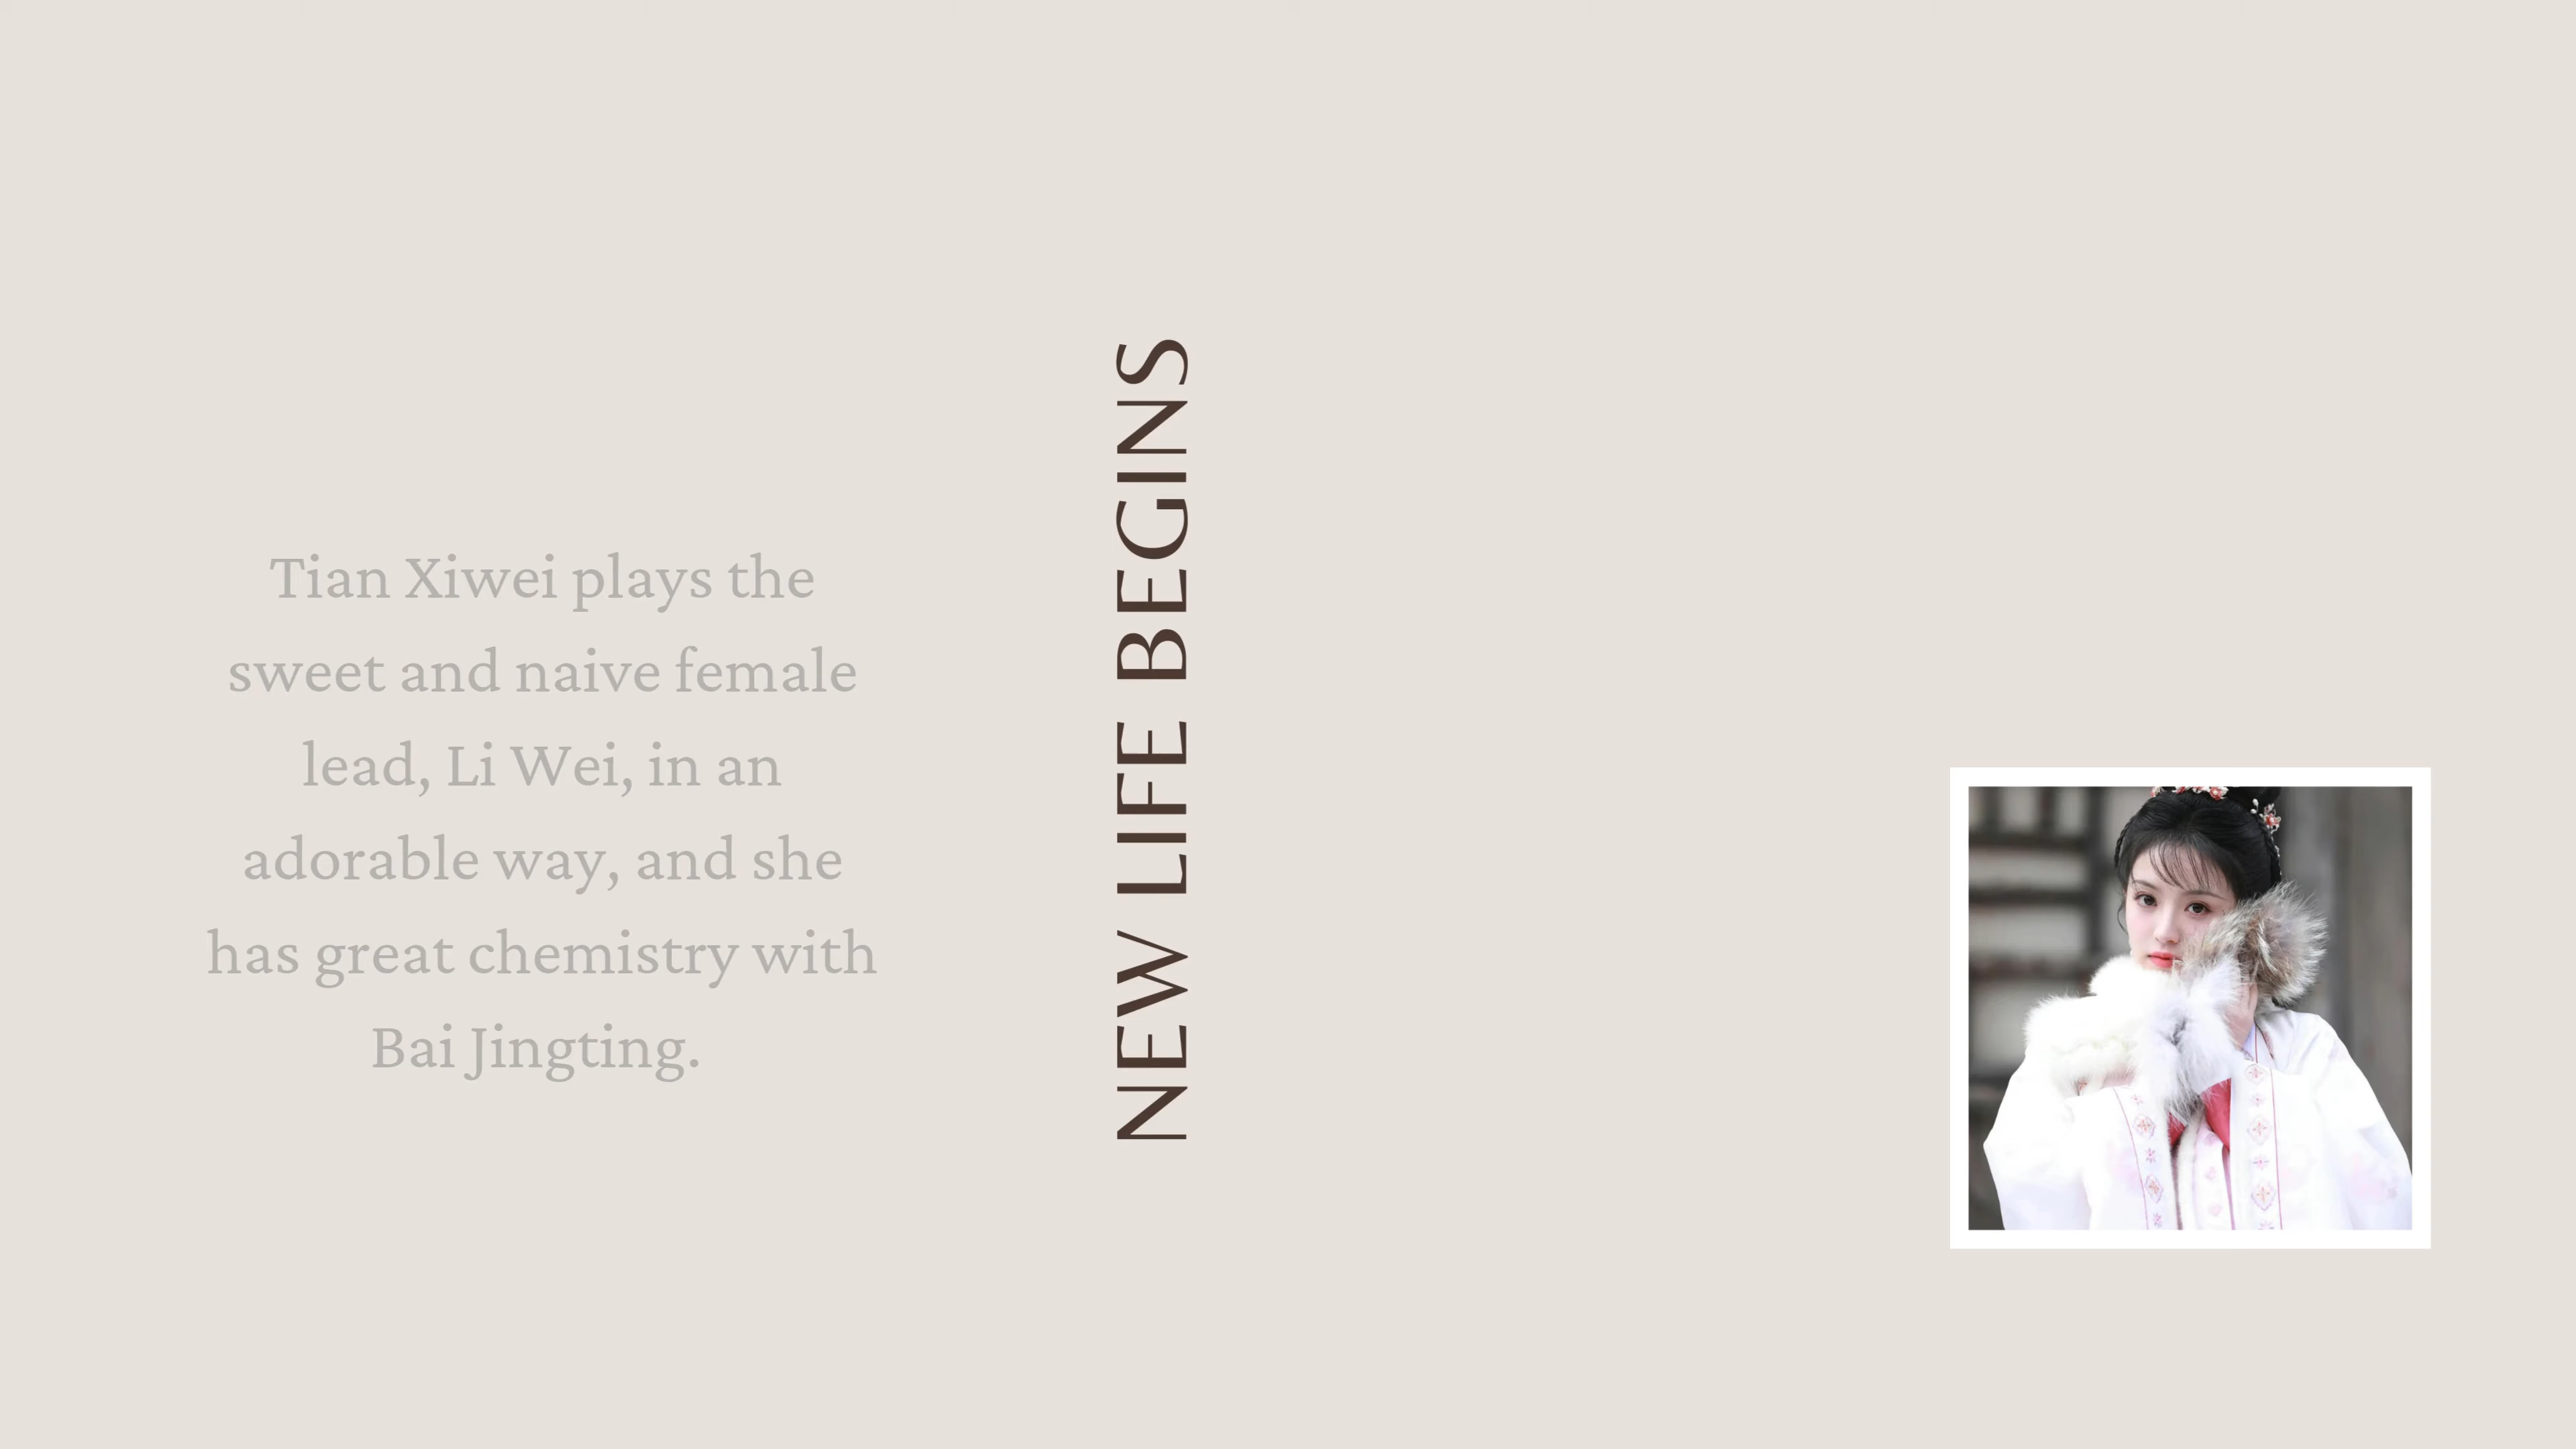 Tian Xiwei plays the
sweet and naive female
lead, Li Wei, in an
adorable way, and she
has great chemistry with
Bai Jingting.
NEW LIFE BEGINS